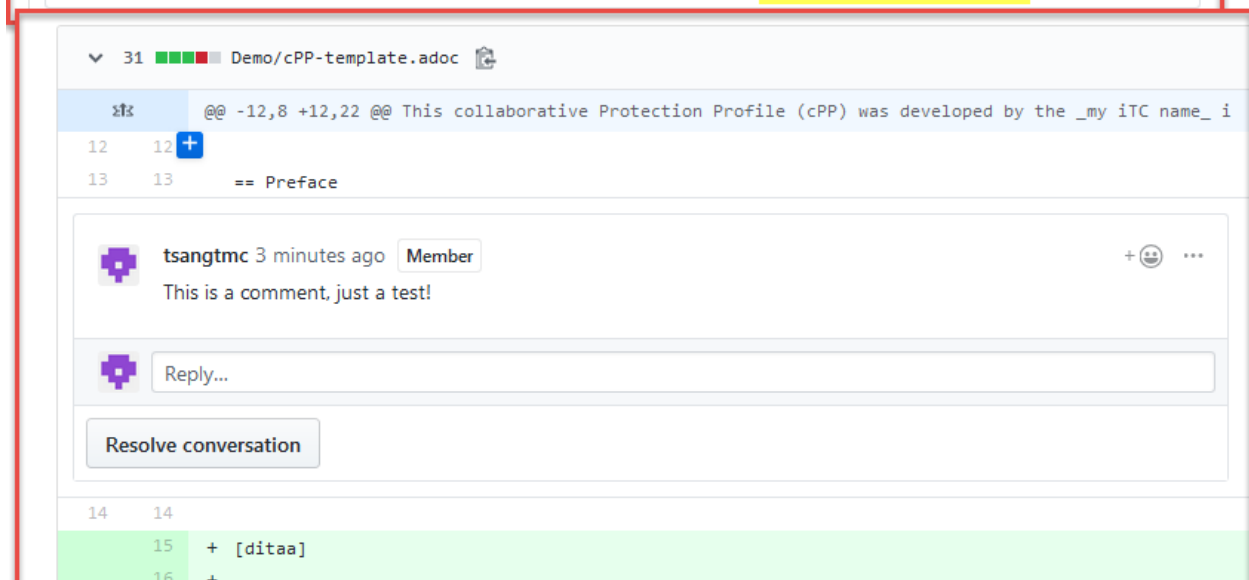 31 Demo/cPP-template.adoc
@@ -12,8 +12,22 @@ This collaborative Protection Profile (cPP) was developed by the _my iTC name_ i
12 12 +
13 13 == Preface
tsangtmc 3 minutes ago Member
This is a comment, just a test!
Reply...
Resolve conversation
14 14
15 + [ditaa]
16 +